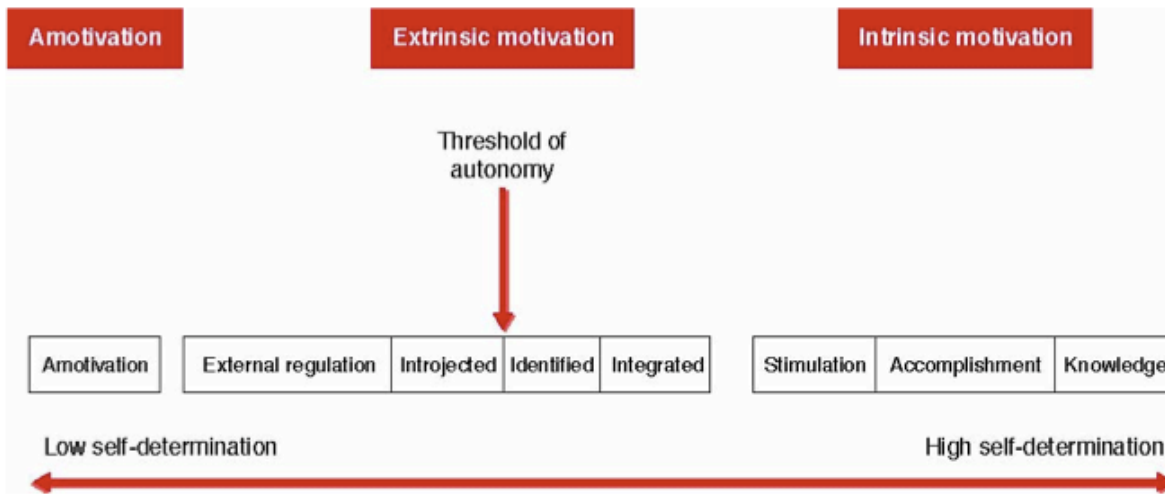 Amotivation
Extrinsic motivation
Intrinsic motivation
Threshold of
autonomy
Amotivation
External regulation
Introjected
Identified
Integrated
Stimulation
Accomplishment
Knowledge
Low self-determination
High self-determination